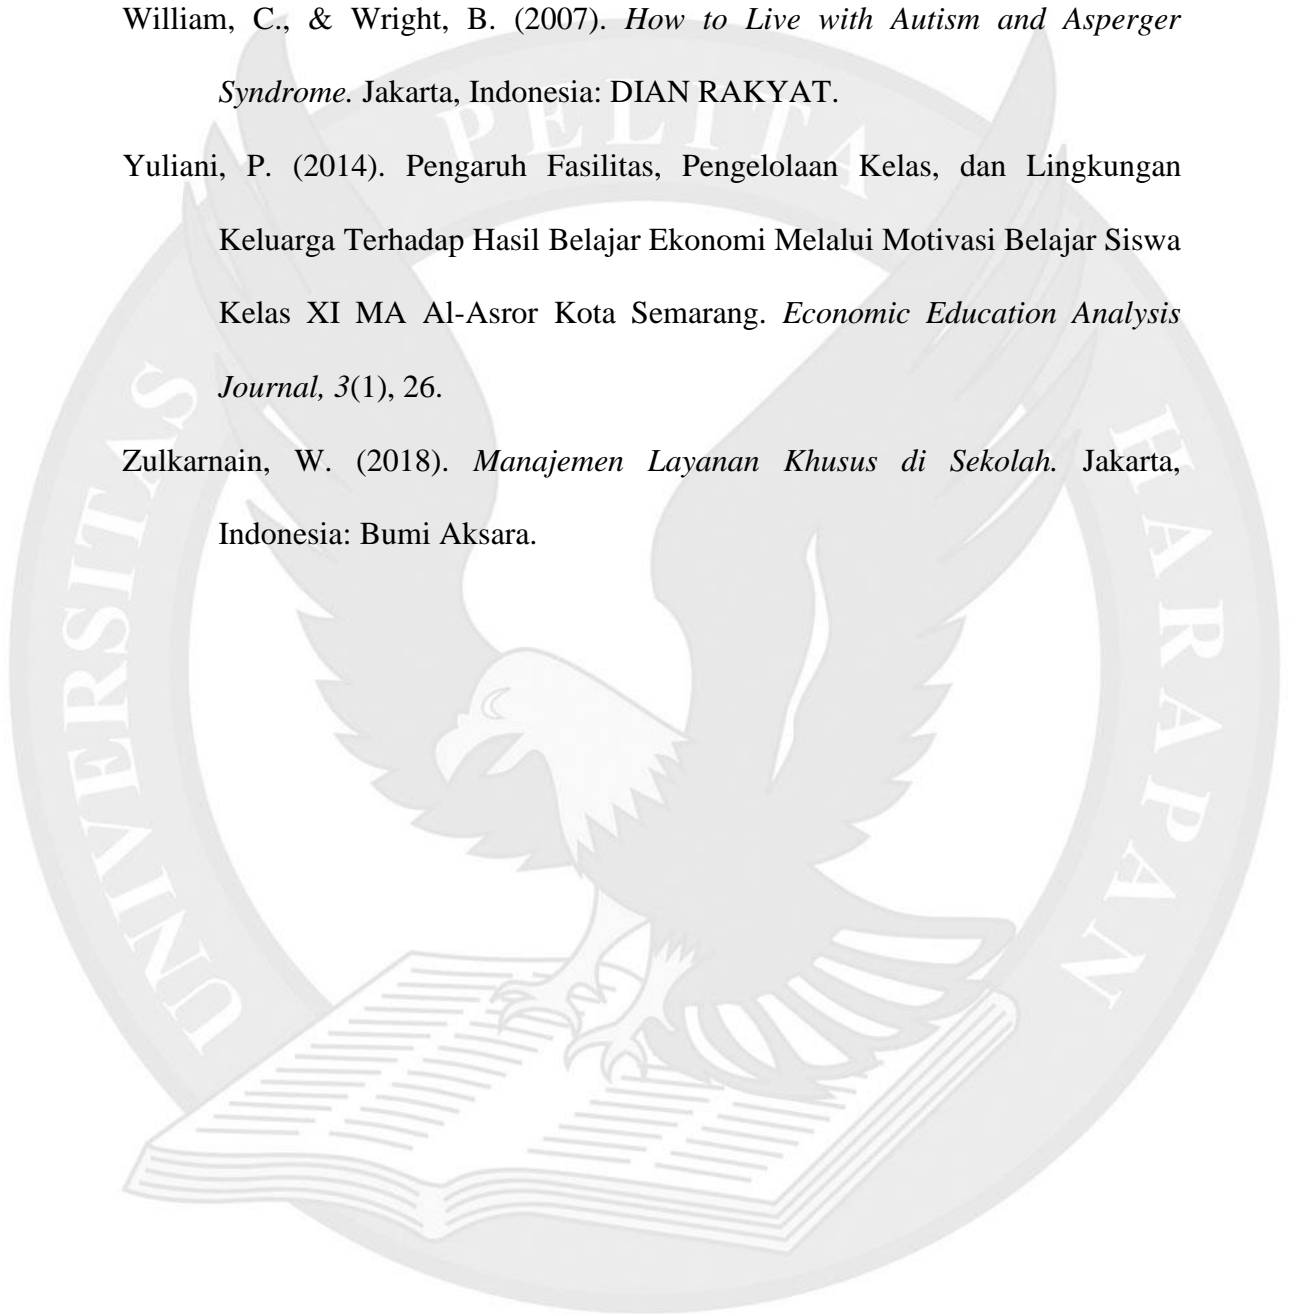 William, C., & Wright, B. (2007). How to Live with Autism and Asperger
Syndrome. Jakarta, Indonesia: DIAN RAKYAT.
Yuliani, P. (2014). Pengaruh Fasilitas, Pengelolaan Kelas, dan Lingkungan
Keluarga Terhadap Hasil Belajar Ekonomi Melalui Motivasi Belajar Siswa
Kelas XI MA Al-Asror Kota Semarang. Economic Education Analysis
Journal, 3(1), 26.
Zulkarnain, W. (2018). Manajemen Layanan Khusus di Sekolah. Jakarta,
Indonesia: Bumi Aksara.
UNIVERSITAS PELITA HARAPAN